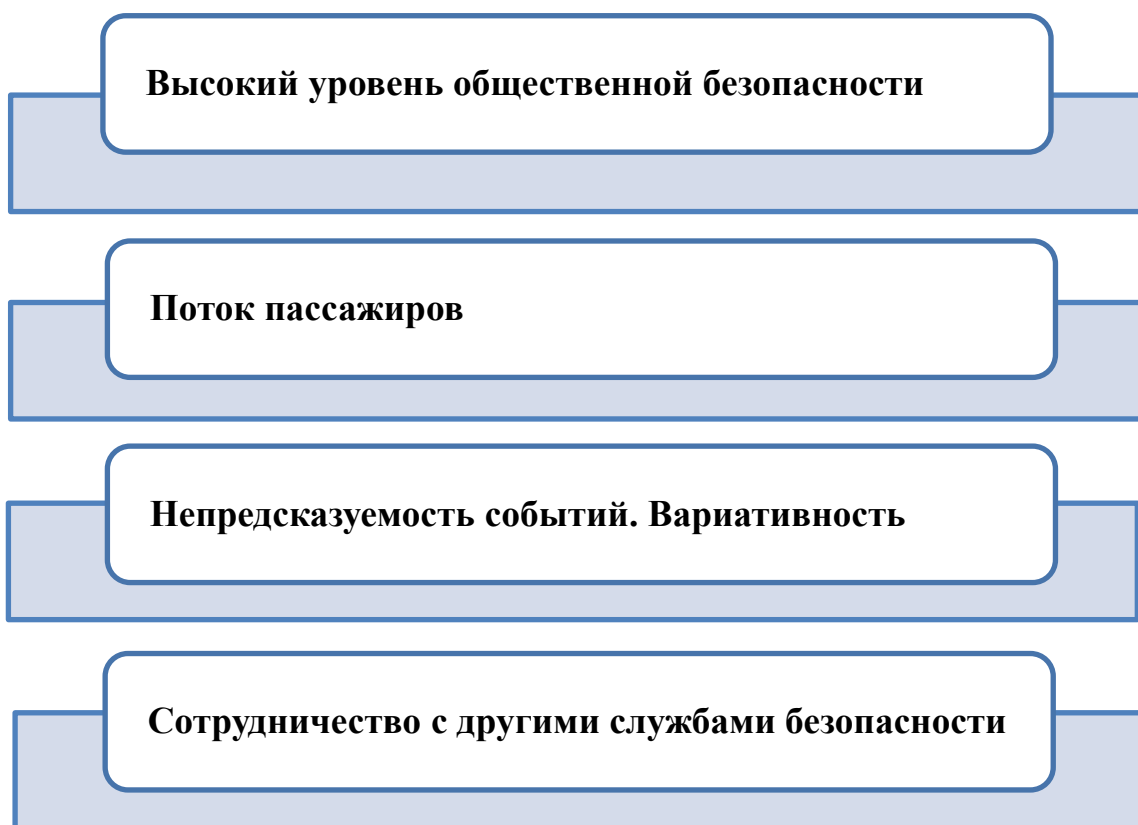 Высокий уровень общественной безопасности
Поток пассажиров
Непредсказуемость событий. Вариативность
Сотрудничество с другими службами безопасности